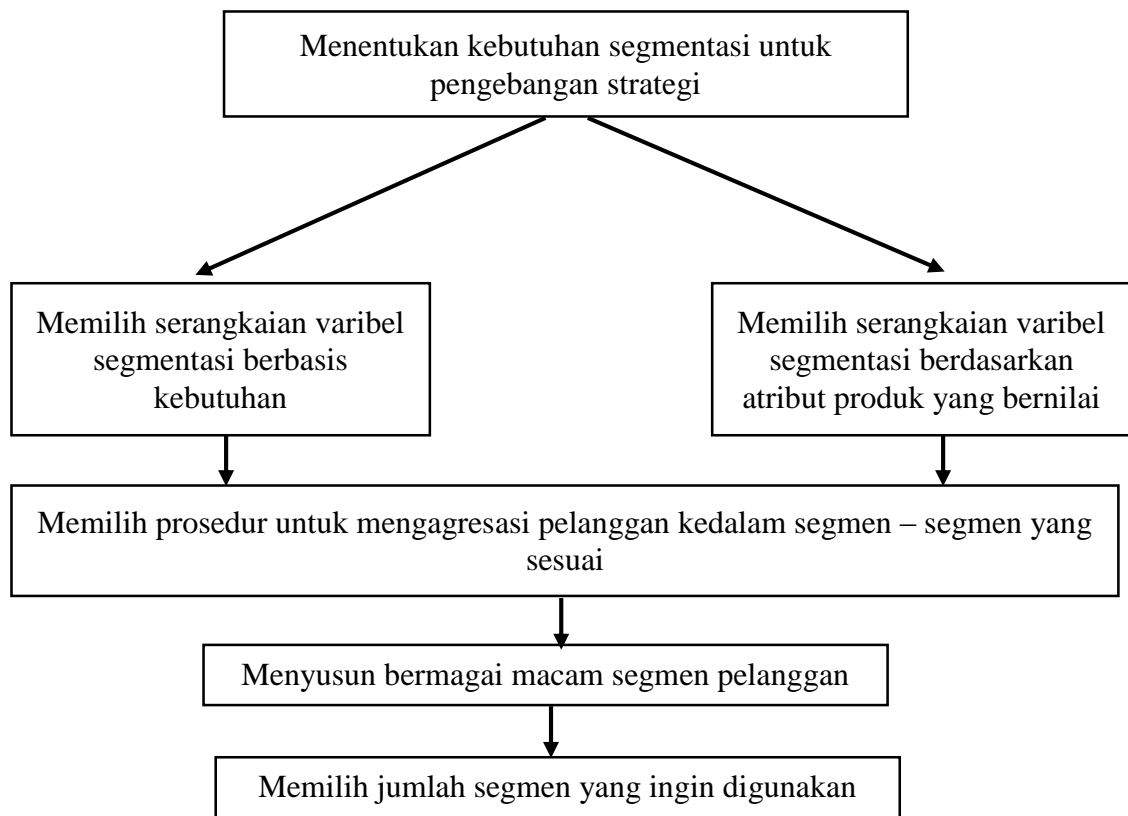 Menentukan kebutuhan segmentasi untuk
pengebangan strategi
Memilih serangkaian varibel
segmentasi berbasis
kebutuhan
Memilih serangkaian varibel
segmentasi berdasarkan
atribut produk yang bernilai
Memilih prosedur untuk mengagresasi pelanggan kedalam segmen – segmen yang
sesuai
Menyusun bermagai macam segmen pelanggan
Memilih jumlah segmen yang ingin digunakan